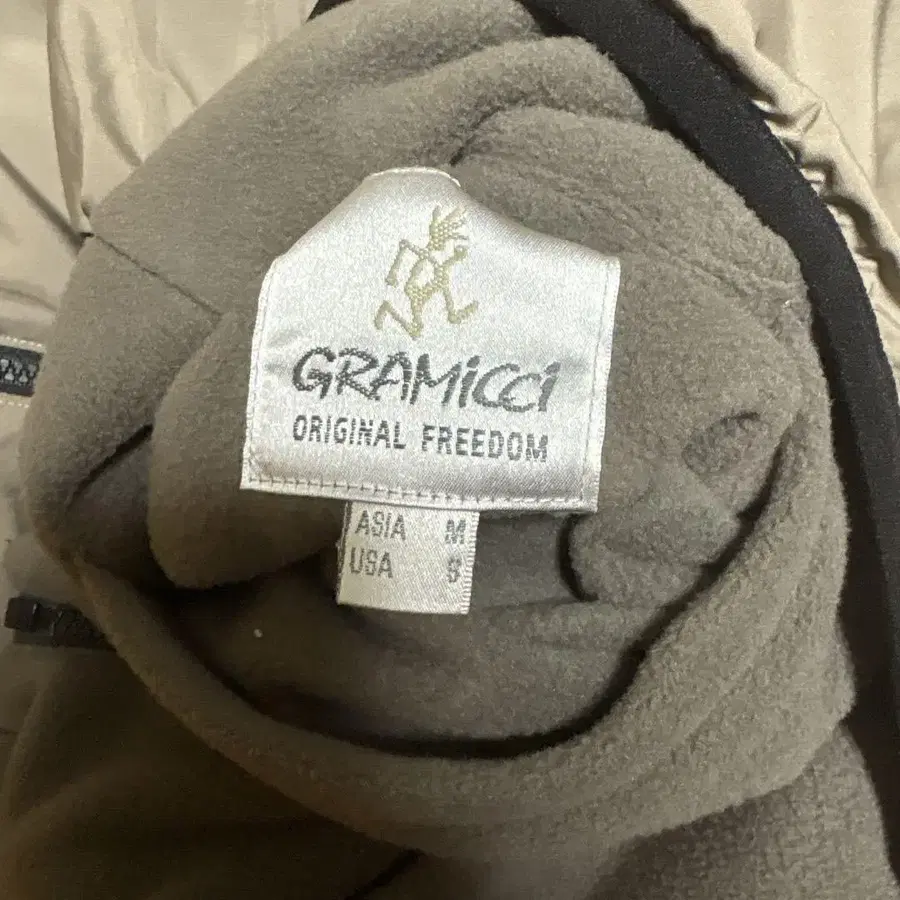 GRAMiCCi
ORIGINAL FREEDOM
ASIA M
USA S